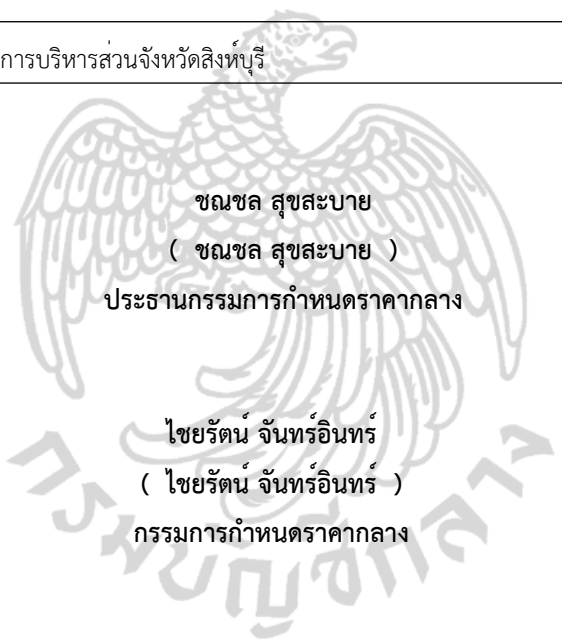 การบริหารส่วนจังหวัดสิงห์บุรี
ชณชล สุขสะบาย
( ชณชล สุขสะบาย )
ประธานกรรมการกำหนดราคากลาง
ไชยรัตน์ จันทร์อินทร์
( ไชยรัตน์ จันทร์อินทร์ )
กรรมการกำหนดราคากลาง
กรมบัญชีกลาง